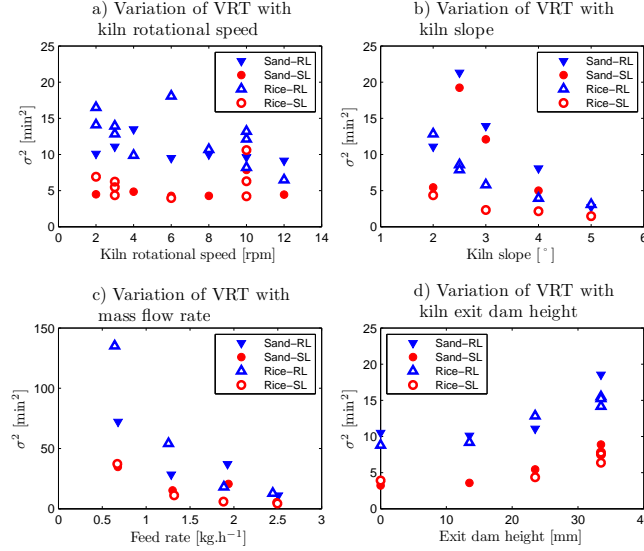 a) Variation of VRT with
kiln rotational speed
25
20
15
10
5
0
σ² [min²]
Sand−RL
Sand−SL
Rice−RL
Rice−SL
0 2 4 6 8 10 12 14
Kiln rotational speed [rpm]
b) Variation of VRT with
kiln slope
25
20
15
10
5
0
σ² [min²]
Sand−RL
Sand−SL
Rice−RL
Rice−SL
1 2 3 4 5 6
Kiln slope [°]
c) Variation of VRT with
mass flow rate
150
100
50
0
σ² [min²]
Sand−RL
Sand−SL
Rice−RL
Rice−SL
0 0.5 1 1.5 2 2.5 3
Feed rate [kg.h⁻¹]
d) Variation of VRT with
kiln exit dam height
25
20
15
10
5
0
σ² [min²]
Sand−RL
Sand−SL
Rice−RL
Rice−SL
0 10 20 30 4
Exit dam height [mm]